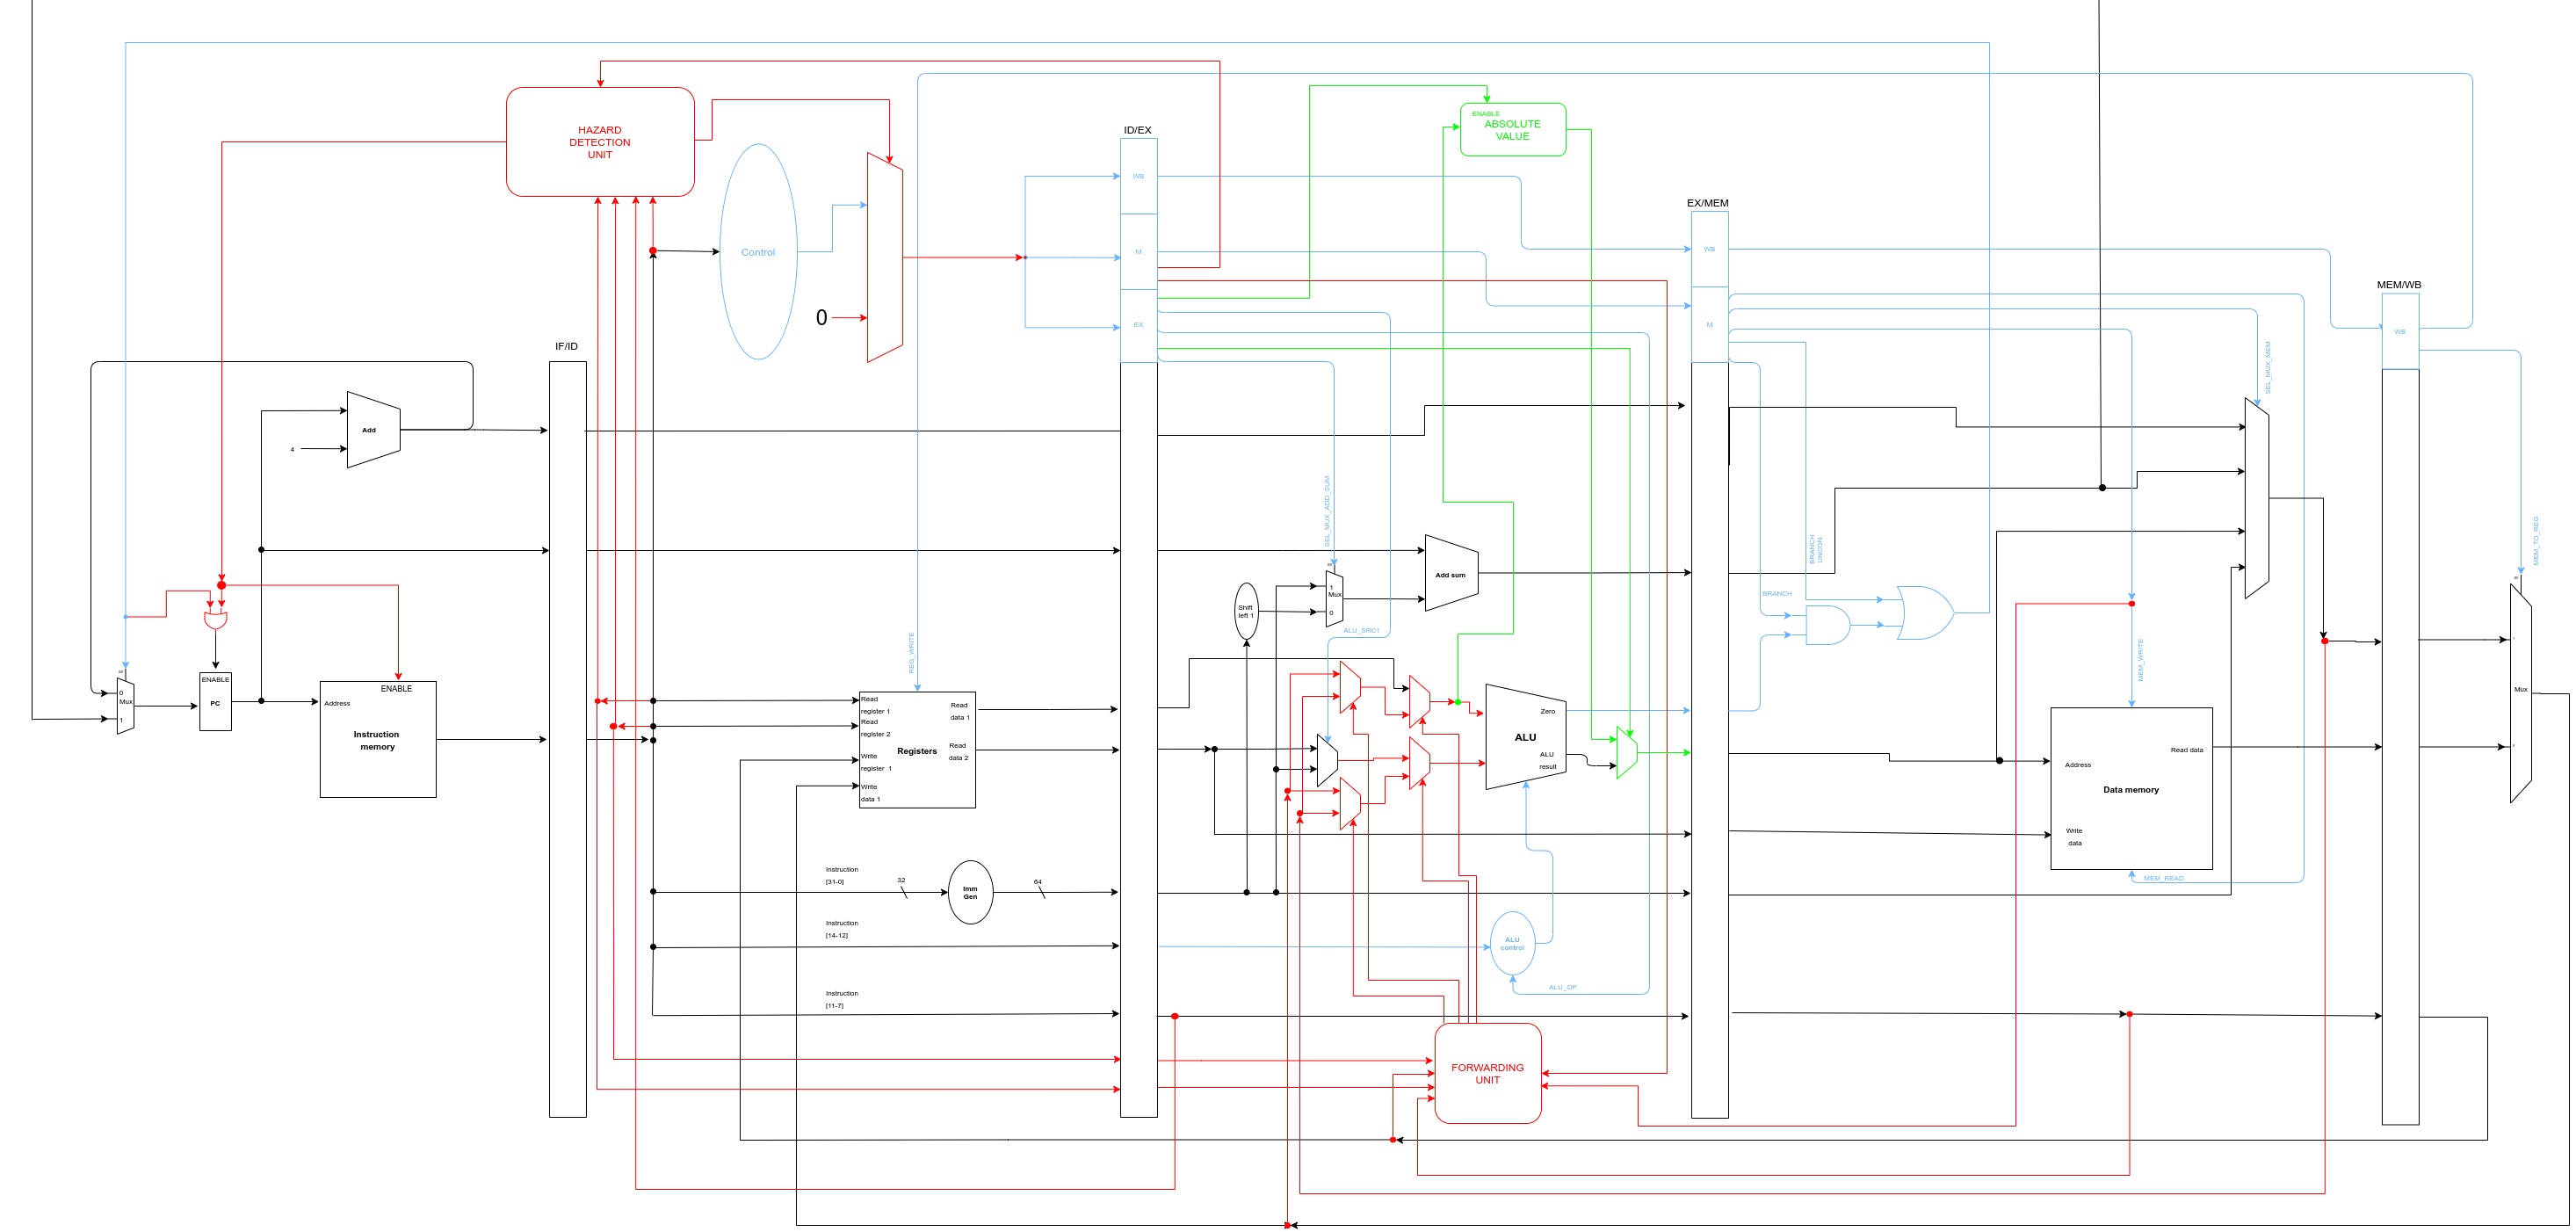 HAZARD
DETECTION
UNIT
ENABLE
ABSOLUTE
VALUE
ID/EX
WB
M
EX
Control
0
EX/MEM
WB
M
MEM/WB
WB
IF/ID
SEL_MUX_MEM
Add
4
SEL_MUX_ADD_SUM
MEM_TO_REG
BRANCH
UNCON.
Add sum
1
Mux
0
Shift
left 1
BRANCH
ALU_SRC1
REG_WRITE
MEM_WRITE
0
Mux
1
ENABLE
PC
ENABLE
Address
Instruction
memory
Read
register 1
Read
register 2
Write
register 1
Write
data 1
Registers
Read
data 1
Read
data 2
Zero
ALU
ALU
result
Mux
Address
Read data
Data memory
Write
data
MEM_READ
Instruction
[31-0]
32
Imm
Gen
64
Instruction
[14-12]
ALU
control
ALU_OP
Instruction
[11-7]
FORWARDING
UNIT